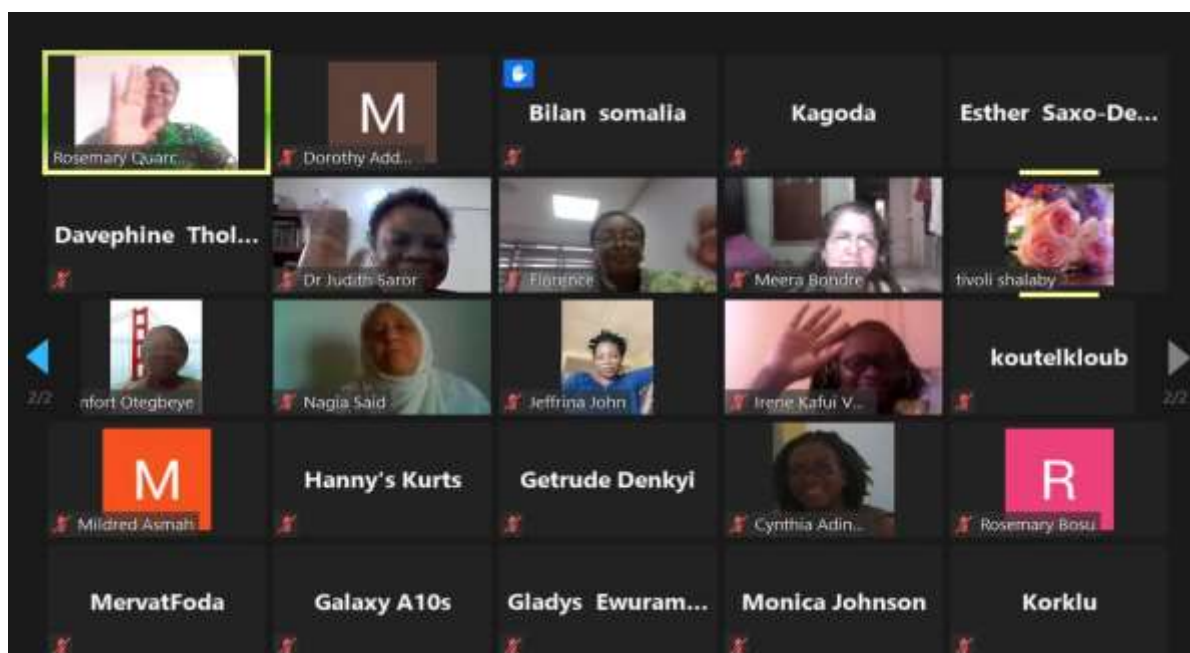 Rosemary Quarc...
M
Dorothy Add...
Bilan somalia
Kagoda
Esther Saxo-De...
Davephine Thol...
Dr Judith Saror
Florence
Meera Bondre
tivoli shalaby
nfort Otegbeye
Nagia Said
Jeffrina John
Irene Kafui V...
koutelkloub
2/2
2/2
M
Mildred Asmah
Hanny's Kurts
Getrude Denkyi
Cynthia Adin...
R
Rosemary Bosu
MervatFoda
Galaxy A10s
Gladys Ewuram...
Monica Johnson
Korklu